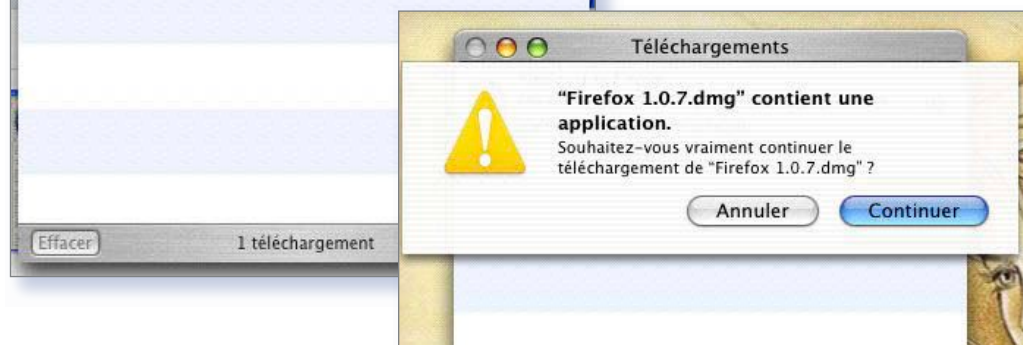 Téléchargements
“Firefox 1.0.7.dmg” contient une
application.
Souhaitez-vous vraiment continuer le
téléchargement de “Firefox 1.0.7.dmg” ?
Annuler
Continuer
Effacer
1 téléchargement